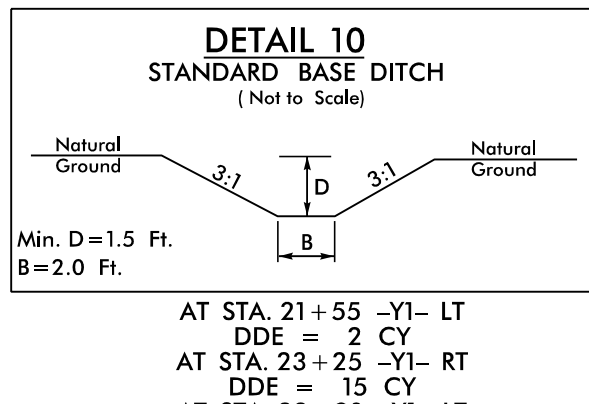 DETAIL 10
STANDARD BASE DITCH
( Not to Scale)
Natural
Ground
3:1
D
3:1
Natural
Ground
Min. D=1.5 Ft.
B=2.0 Ft.
B
AT STA. 21+55 –Y1– LT
DDE = 2 CY
AT STA. 23+25 –Y1– RT
DDE = 15 CY